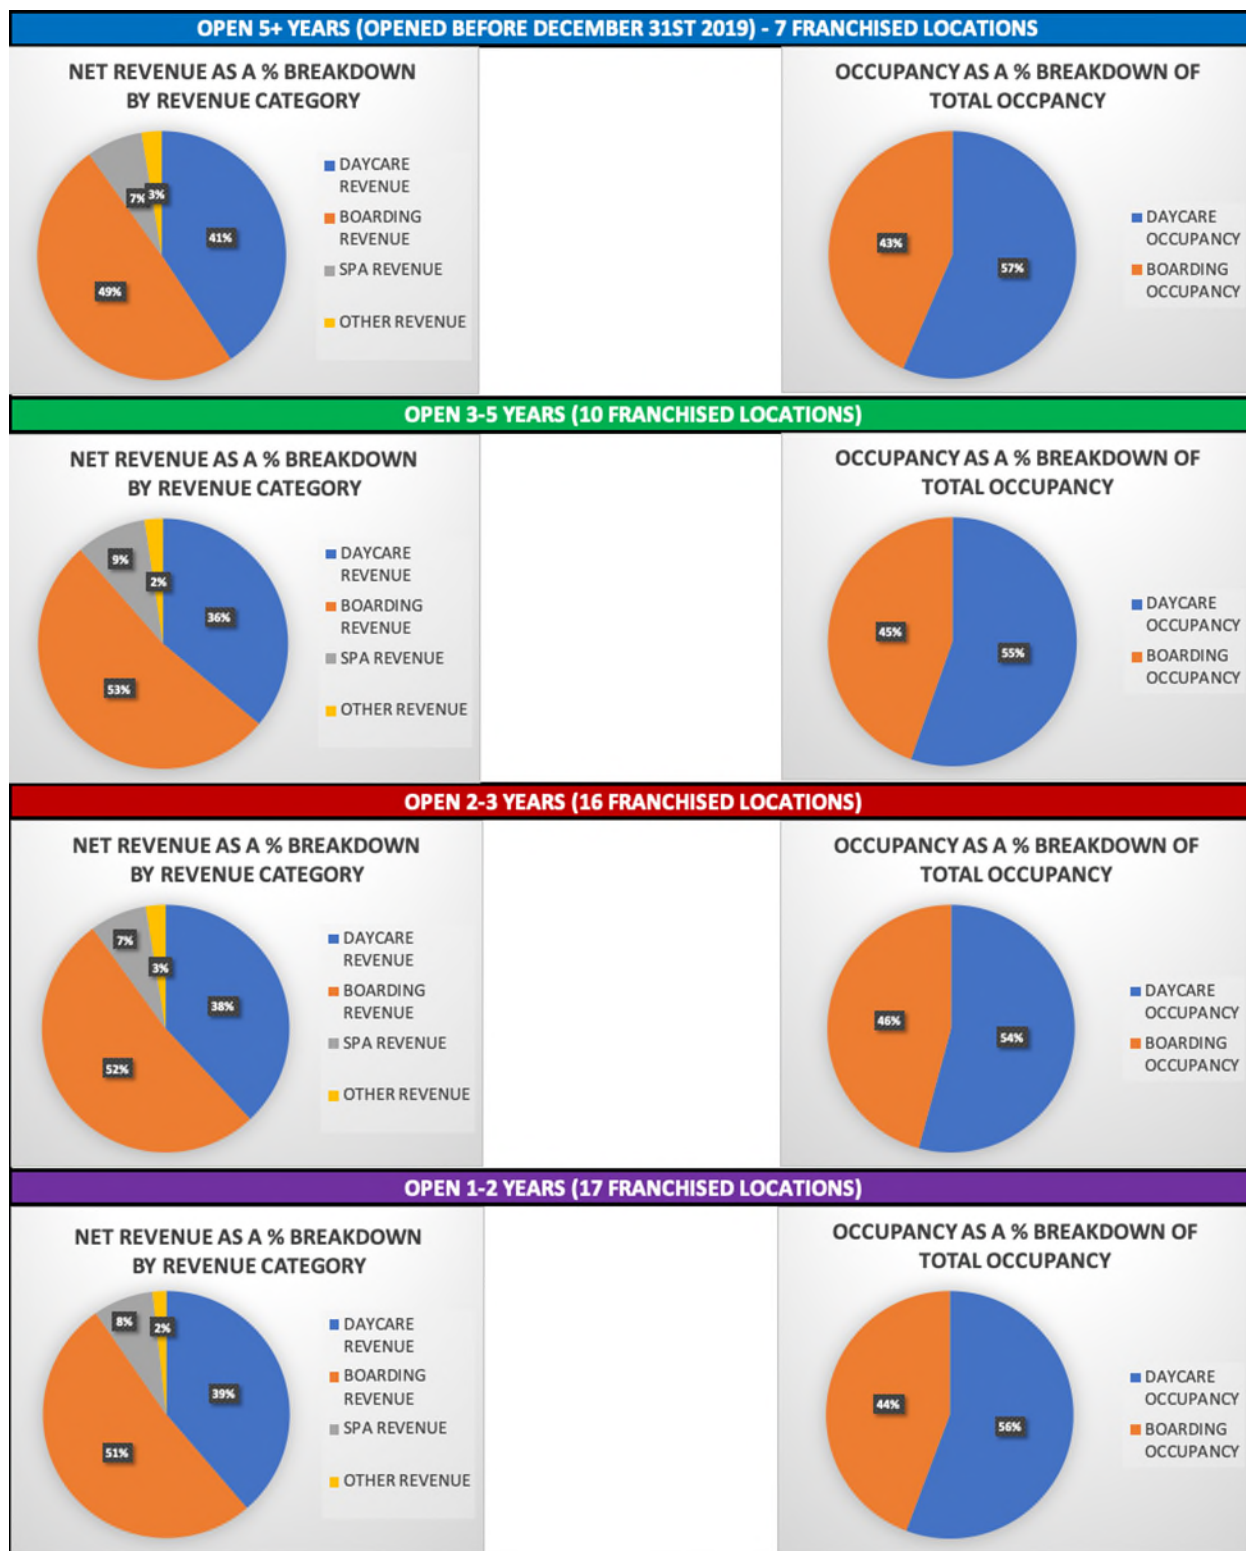 OPEN 5+ YEARS (OPENED BEFORE DECEMBER 31ST 2019) - 7 FRANCHISED LOCATIONS
NET REVENUE AS A % BREAKDOWN
BY REVENUE CATEGORY
7%
3%
41%
49%
DAYCARE
REVENUE
BOARDING
REVENUE
SPA REVENUE
OTHER REVENUE
OCCUPANCY AS A % BREAKDOWN OF
TOTAL OCCPANCY
43%
57%
DAYCARE
OCCUPANCY
BOARDING
OCCUPANCY
OPEN 3-5 YEARS (10 FRANCHISED LOCATIONS)
NET REVENUE AS A % BREAKDOWN
BY REVENUE CATEGORY
9%
2%
36%
53%
DAYCARE
REVENUE
BOARDING
REVENUE
SPA REVENUE
OTHER REVENUE
OCCUPANCY AS A % BREAKDOWN OF
TOTAL OCCUPANCY
45%
55%
DAYCARE
OCCUPANCY
BOARDING
OCCUPANCY
OPEN 2-3 YEARS (16 FRANCHISED LOCATIONS)
NET REVENUE AS A % BREAKDOWN
BY REVENUE CATEGORY
7%
3%
38%
52%
DAYCARE
REVENUE
BOARDING
REVENUE
SPA REVENUE
OTHER REVENUE
OCCUPANCY AS A % BREAKDOWN OF
TOTAL OCCUPANCY
46%
54%
DAYCARE
OCCUPANCY
BOARDING
OCCUPANCY
OPEN 1-2 YEARS (17 FRANCHISED LOCATIONS)
NET REVENUE AS A % BREAKDOWN
BY REVENUE CATEGORY
8%
2%
39%
51%
DAYCARE
REVENUE
BOARDING
REVENUE
SPA REVENUE
OTHER REVENUE
OCCUPANCY AS A % BREAKDOWN OF
TOTAL OCCUPANCY
44%
56%
DAYCARE
OCCUPANCY
BOARDING
OCCUPANCY